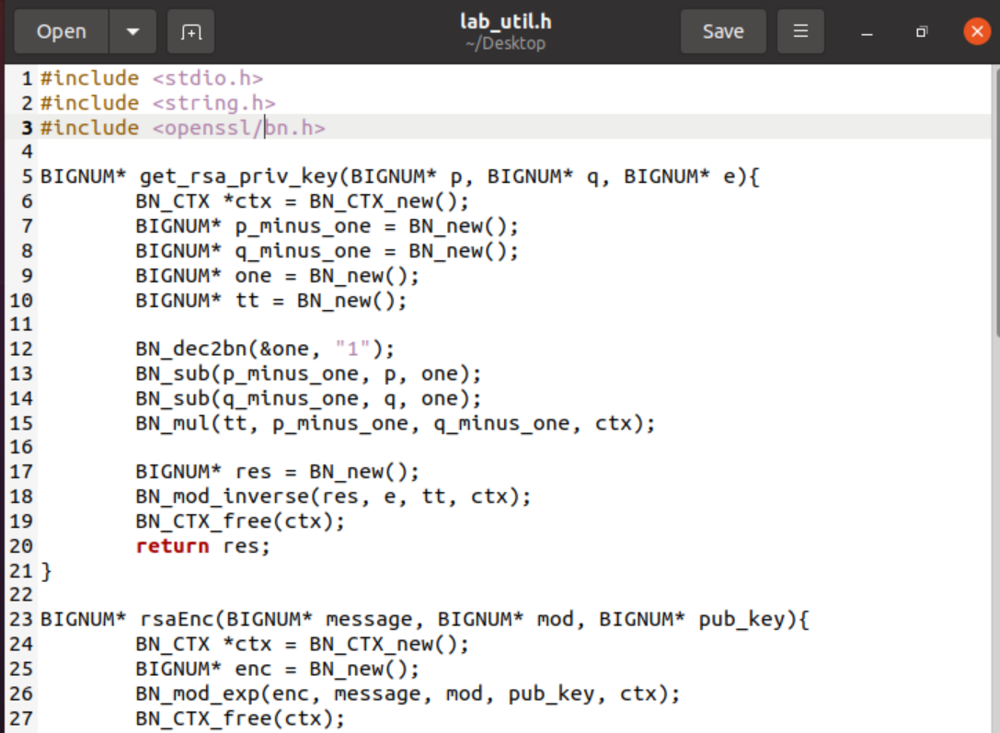 Open
lab_util.h
~/Desktop
Save
1 #include <stdio.h>
2 #include <string.h>
3 #include <openssl/bn.h>
4
5 BIGNUM* get_rsa_priv_key(BIGNUM* p, BIGNUM* q, BIGNUM* e){
6         BN_CTX *ctx = BN_CTX_new();
7         BIGNUM* p_minus_one = BN_new();
8         BIGNUM* q_minus_one = BN_new();
9         BIGNUM* one = BN_new();
10         BIGNUM* tt = BN_new();
11
12         BN_dec2bn(&one, "1");
13         BN_sub(p_minus_one, p, one);
14         BN_sub(q_minus_one, q, one);
15         BN_mul(tt, p_minus_one, q_minus_one, ctx);
16
17         BIGNUM* res = BN_new();
18         BN_mod_inverse(res, e, tt, ctx);
19         BN_CTX_free(ctx);
20         return res;
21 }
22
23 BIGNUM* rsaEnc(BIGNUM* message, BIGNUM* mod, BIGNUM* pub_key){
24         BN_CTX *ctx = BN_CTX_new();
25         BIGNUM* enc = BN_new();
26         BN_mod_exp(enc, message, mod, pub_key, ctx);
27         BN_CTX_free(ctx);